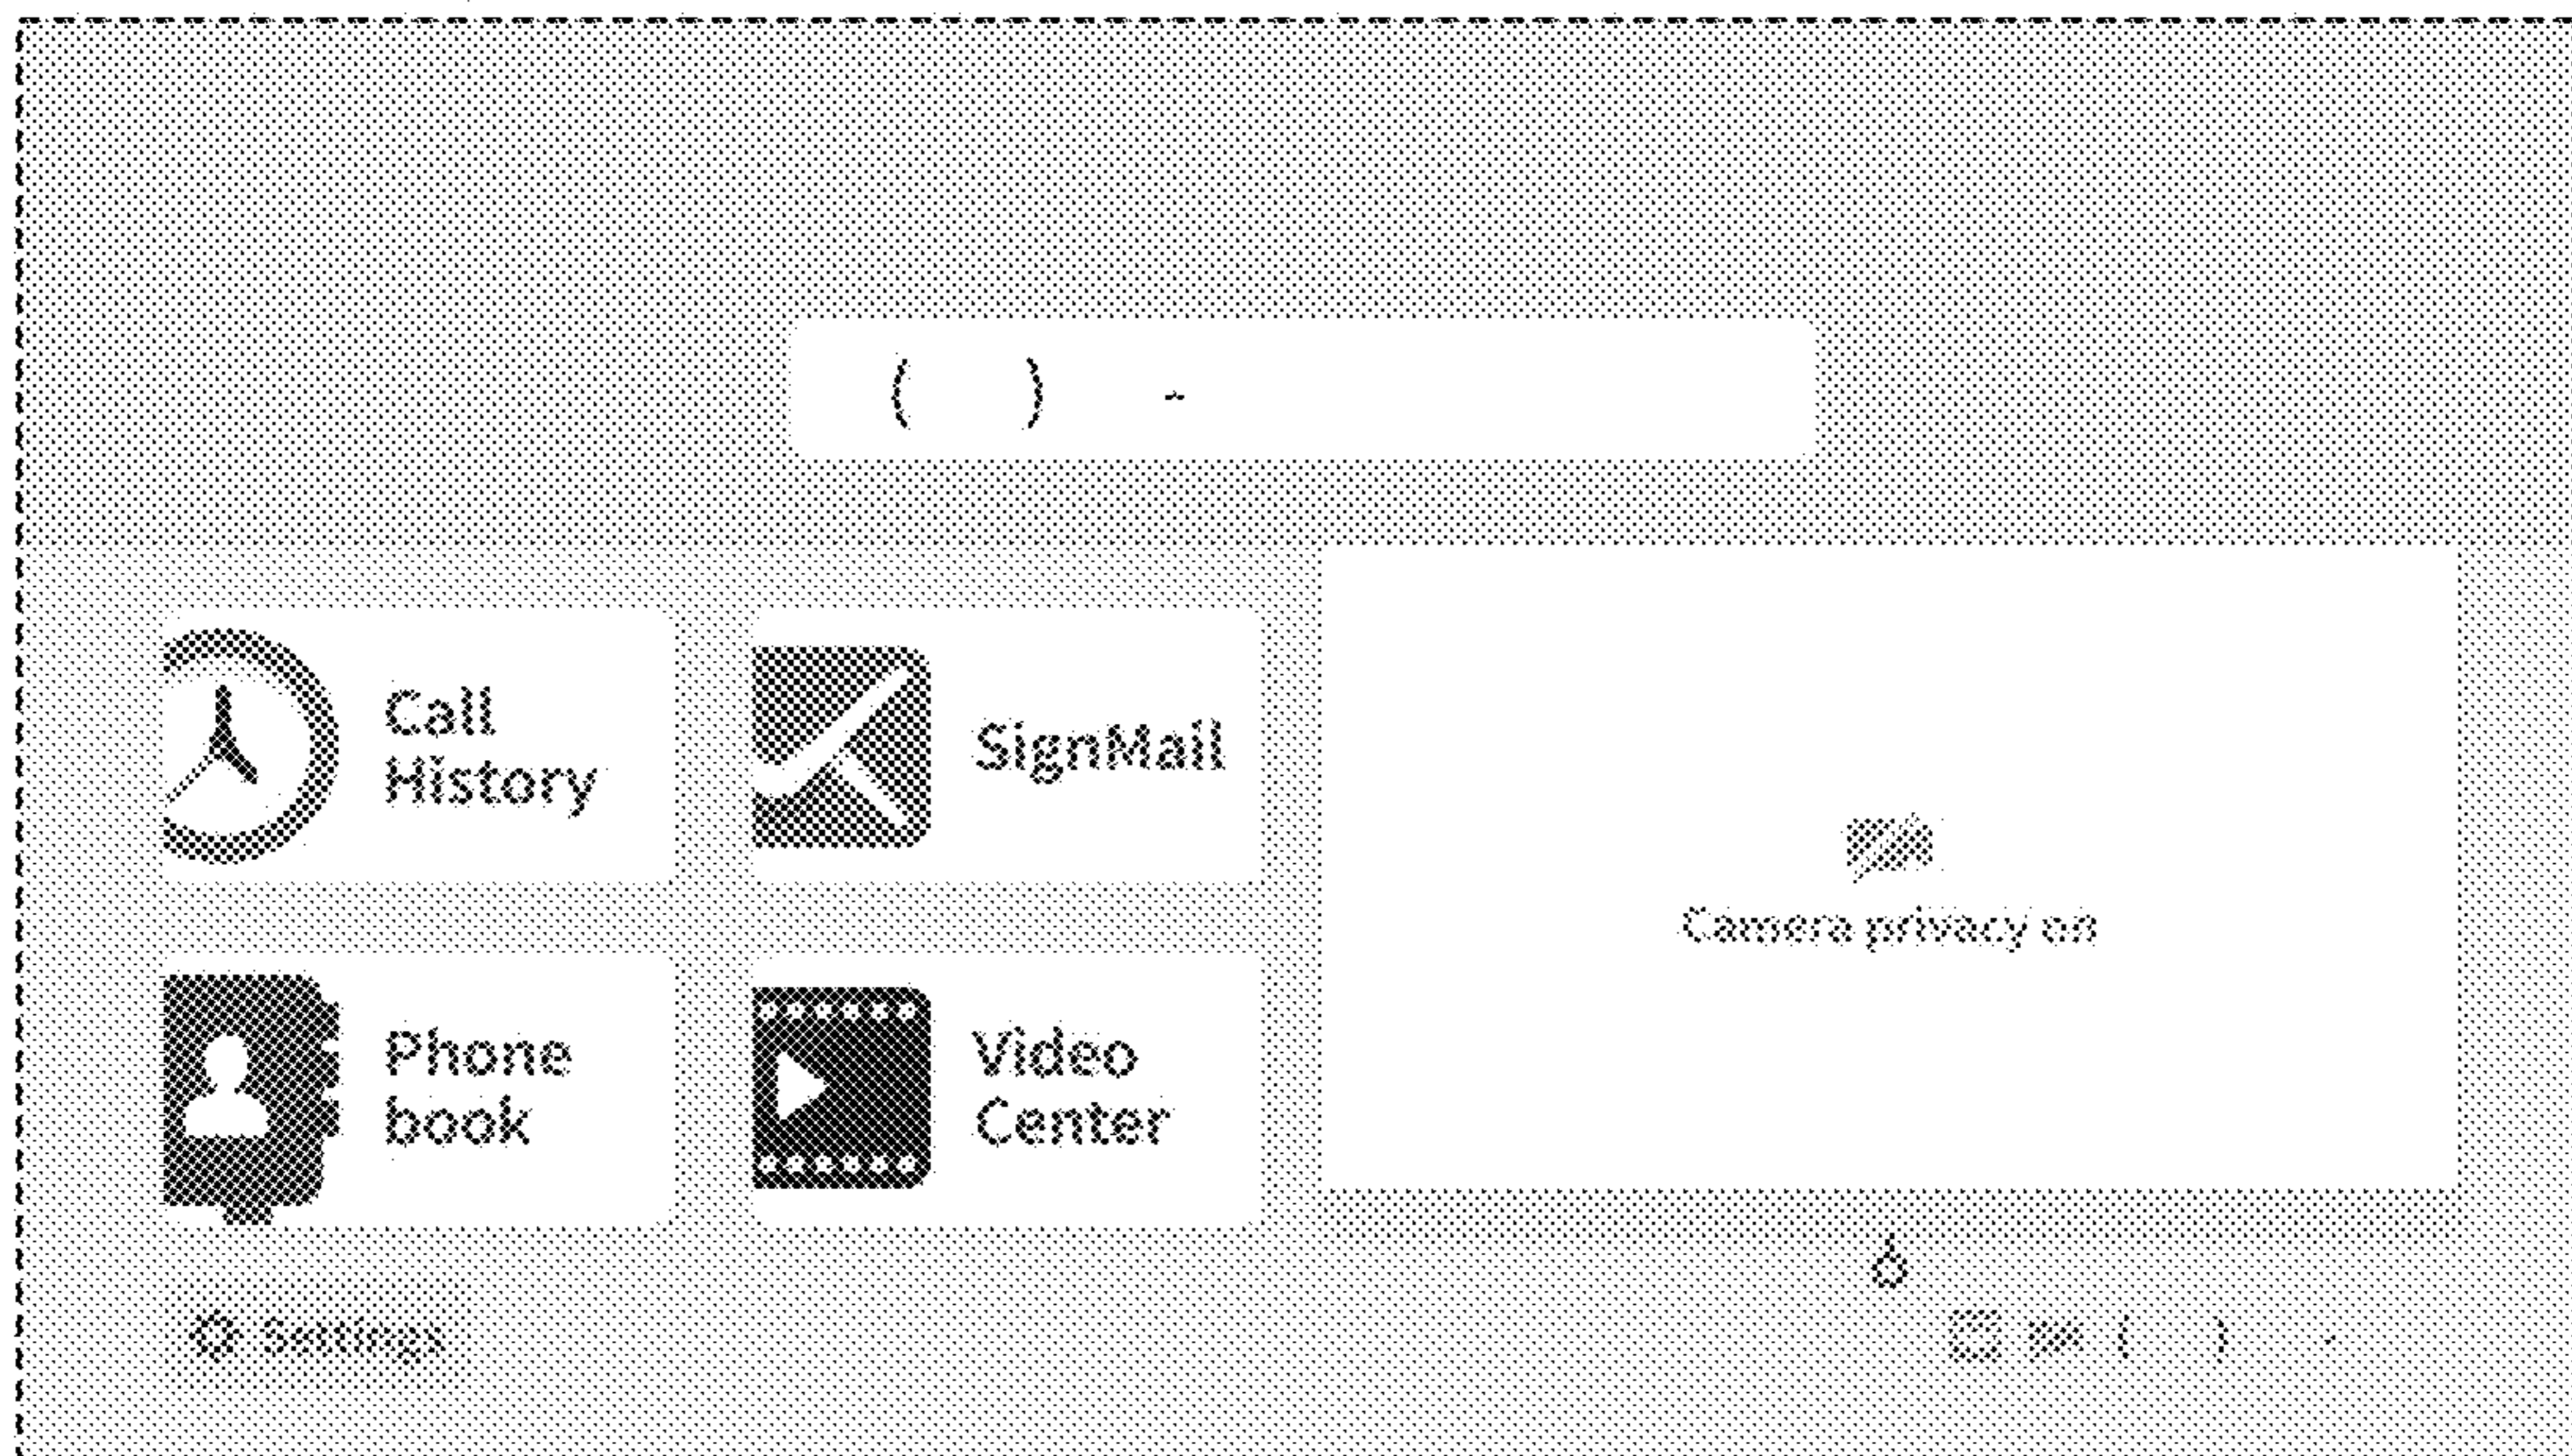 ( ) -
Call
History
SignMail
Camera privacy on
Phone
book
Video
Center
Settings
( ) -